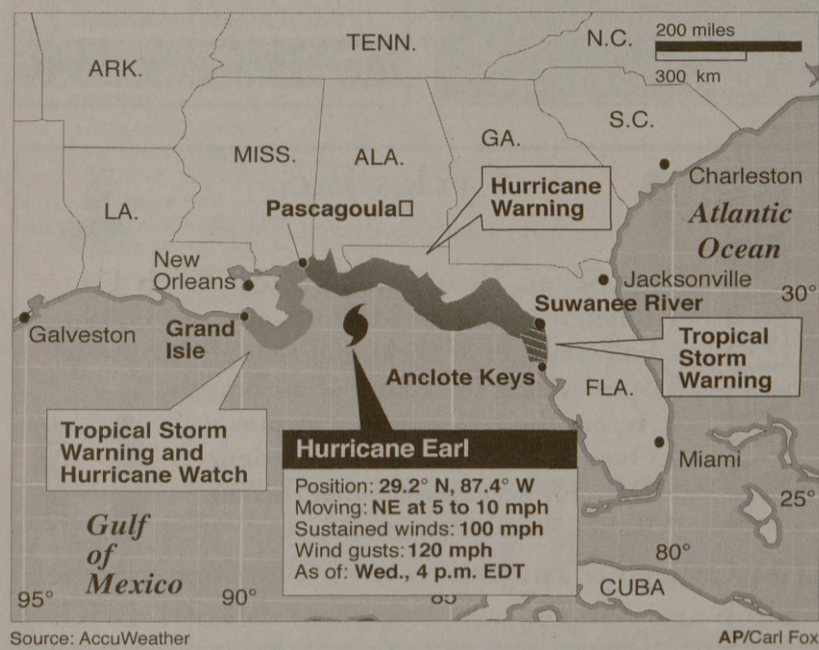 200 miles
300 km
ARK.
TENN.
N.C.
S.C.
MISS.
ALA.
GA.
LA.
Charleston
Atlantic
Ocean
Hurricane
Warning
Pascagoula□
New
Orleans
Jacksonville
30°
Suwanee River
Galveston
Grand
Isle
Tropical
Storm
Warning
Anclote Keys
FLA.
Tropical Storm
Warning and
Hurricane Watch
Miami
Hurricane Earl
Position: 29.2° N, 87.4° W
Moving: NE at 5 to 10 mph
Sustained winds: 100 mph
Wind gusts: 120 mph
As of: Wed., 4 p.m. EDT
25°
Gulf
of
Mexico
80°
CUBA
95°
90°
85°
Source: AccuWeather
AP/Carl Fox